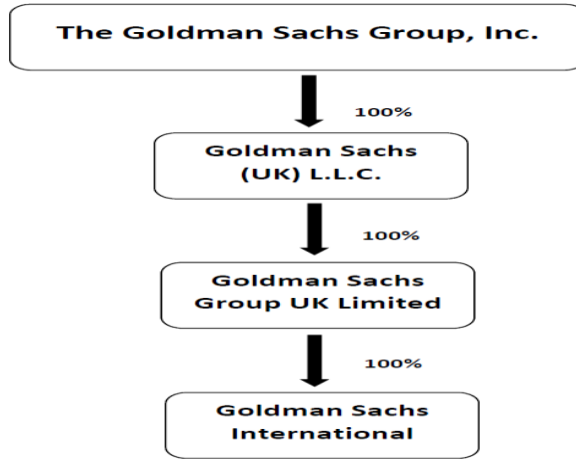 The Goldman Sachs Group, Inc.
100%
Goldman Sachs
(UK) L.L.C.
100%
Goldman Sachs
Group UK Limited
100%
Goldman Sachs
International